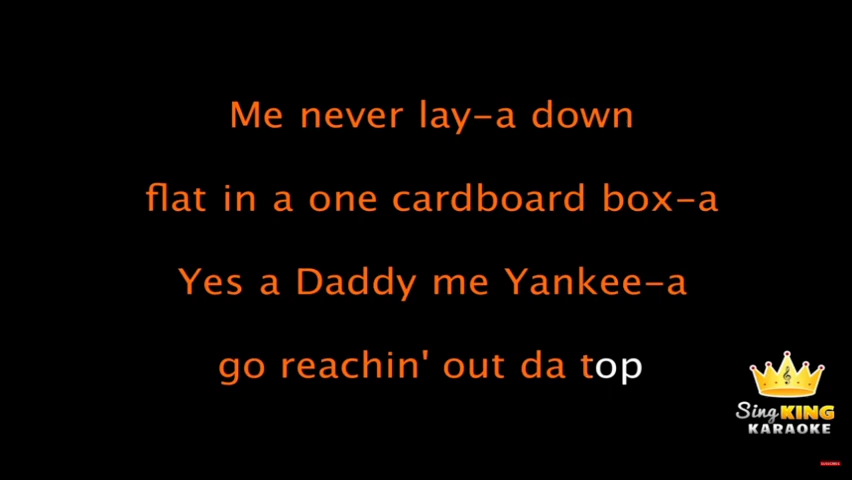 Me never lay-a down
flat in a one cardboard box-a
Yes a Daddy me Yankee-a
go reachin' out da top
Sing KING
KARAOKE
SUBSCRIBE